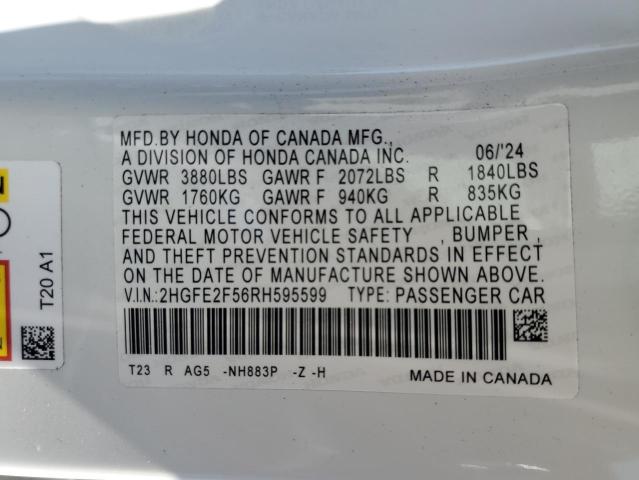 MFD.BY HONDA OF CANADA MFG.,
A DIVISION OF HONDA CANADA INC. 06/'24
GVWR 3880LBS GAWR F 2072LBS R 1840LBS
GVWR 1760KG GAWR F 940KG R 835KG
THIS VEHICLE CONFORMS TO ALL APPLICABLE
FEDERAL MOTOR VEHICLE SAFETY , BUMPER ,
AND THEFT PREVENTION STANDARDS IN EFFECT
ON THE DATE OF MANUFACTURE SHOWN ABOVE.
V.I.N.:2HGFE2F56RH595599 TYPE: PASSENGER CAR
T23 R AG5 -NH883P -Z -H
MADE IN CANADA
T20 A1